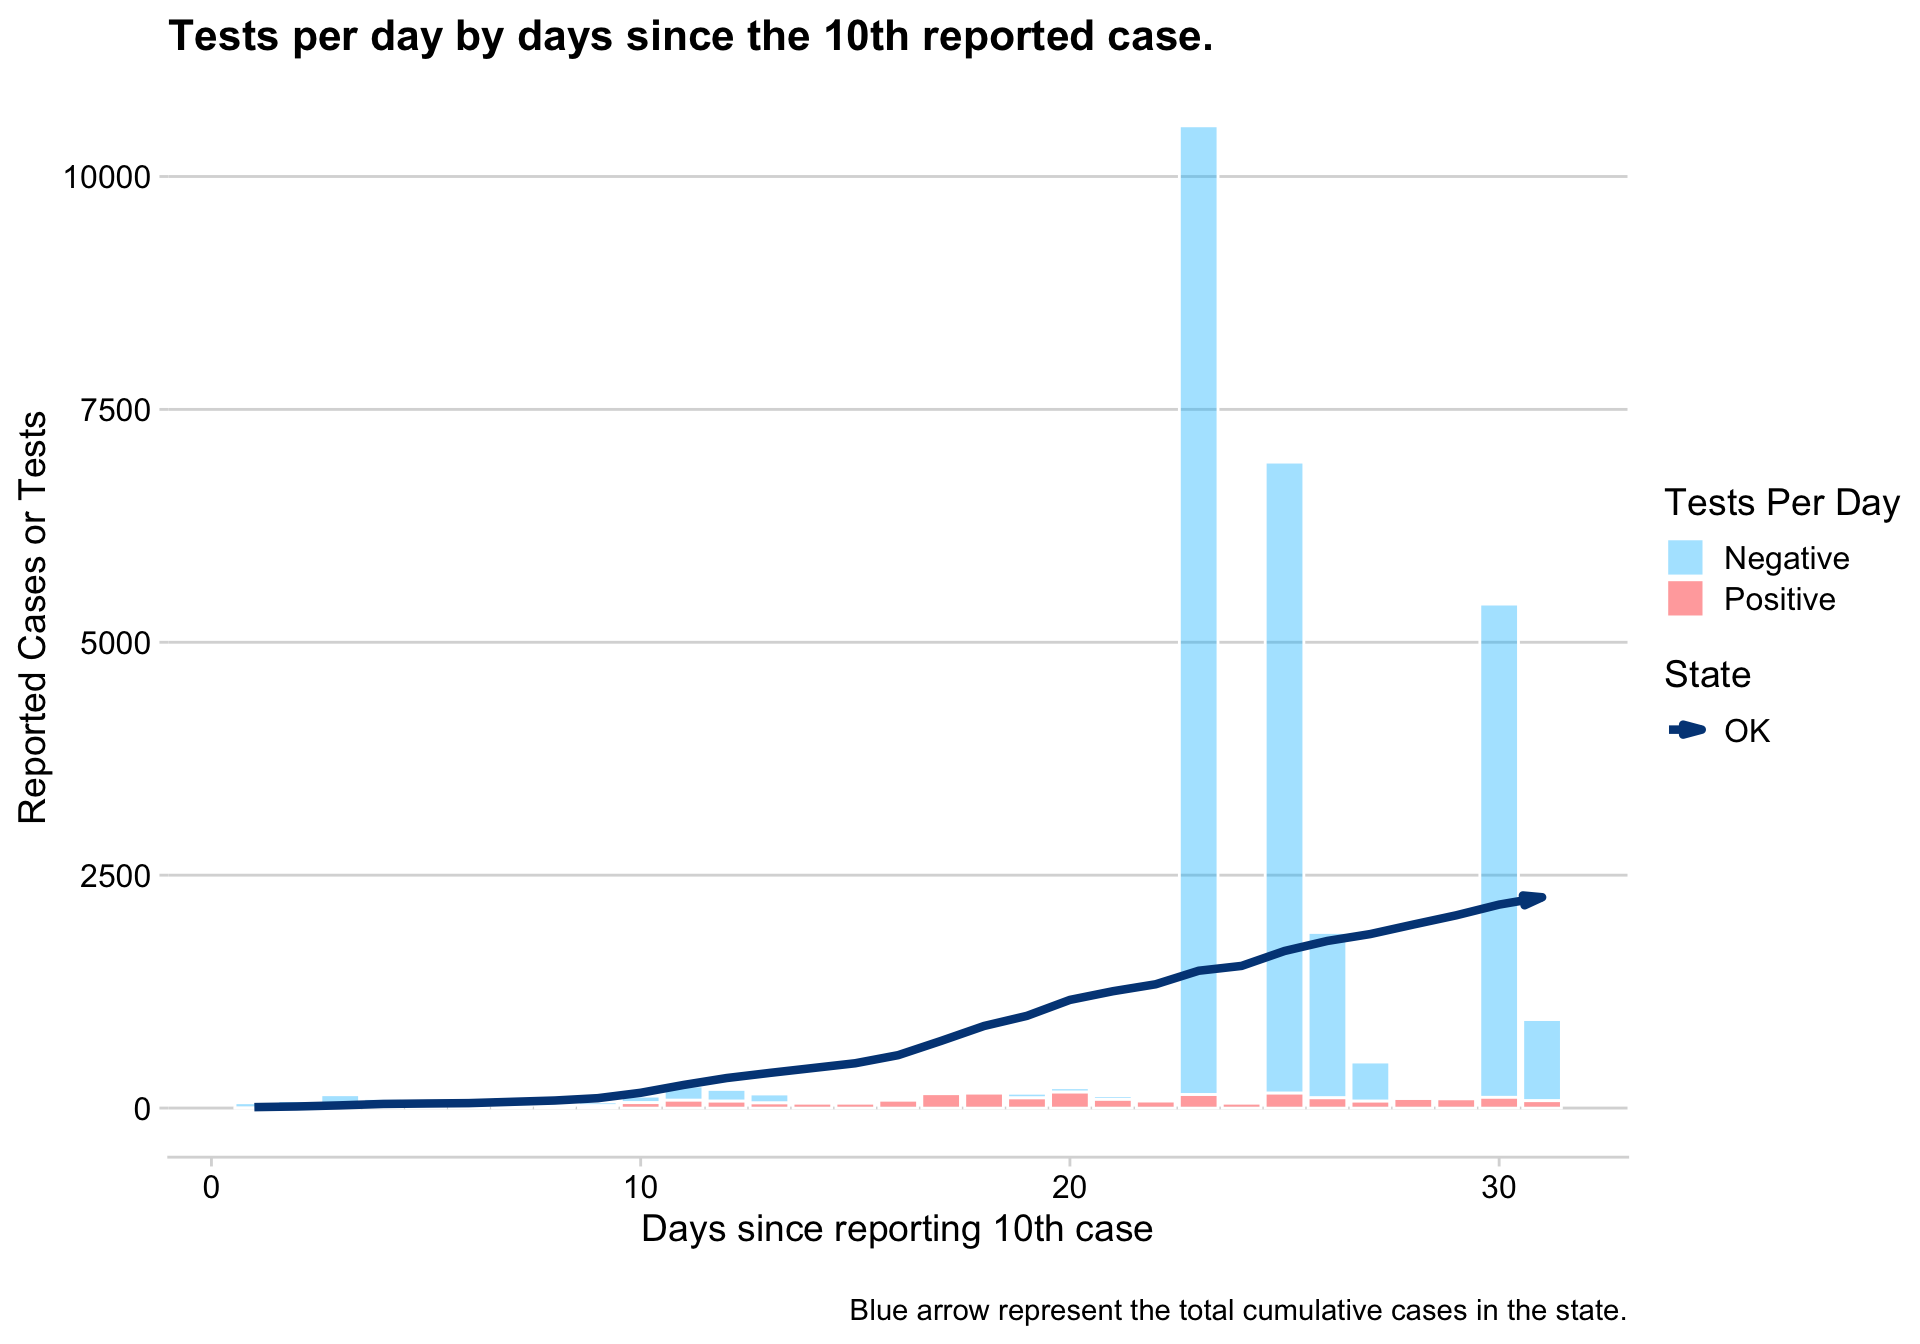 Tests per day by days since the 10th reported case.
10000
7500
5000
2500
0
Reported Cases or Tests
0 10 20 30
Days since reporting 10th case
Tests Per Day
Negative
Positive
State
OK
Blue arrow represent the total cumulative cases in the state.